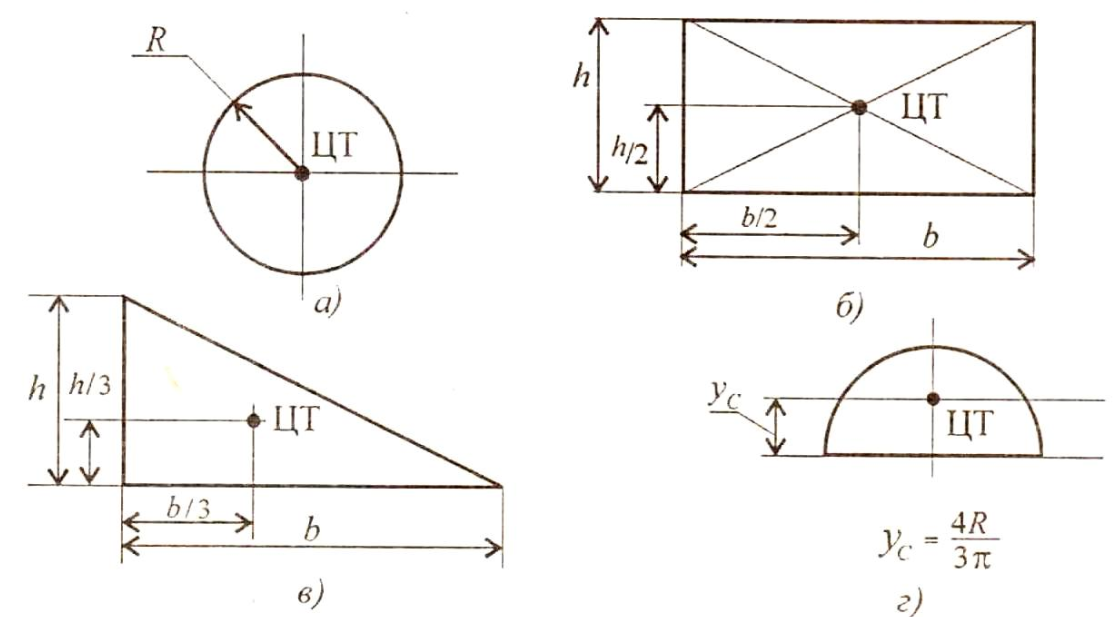 R
ЦТ
а)
h
h/2
ЦТ
b/2
b
б)
h
h/3
ЦТ
b/3
b
в)
y_C
ЦТ
y_C = 4R/3π
г)